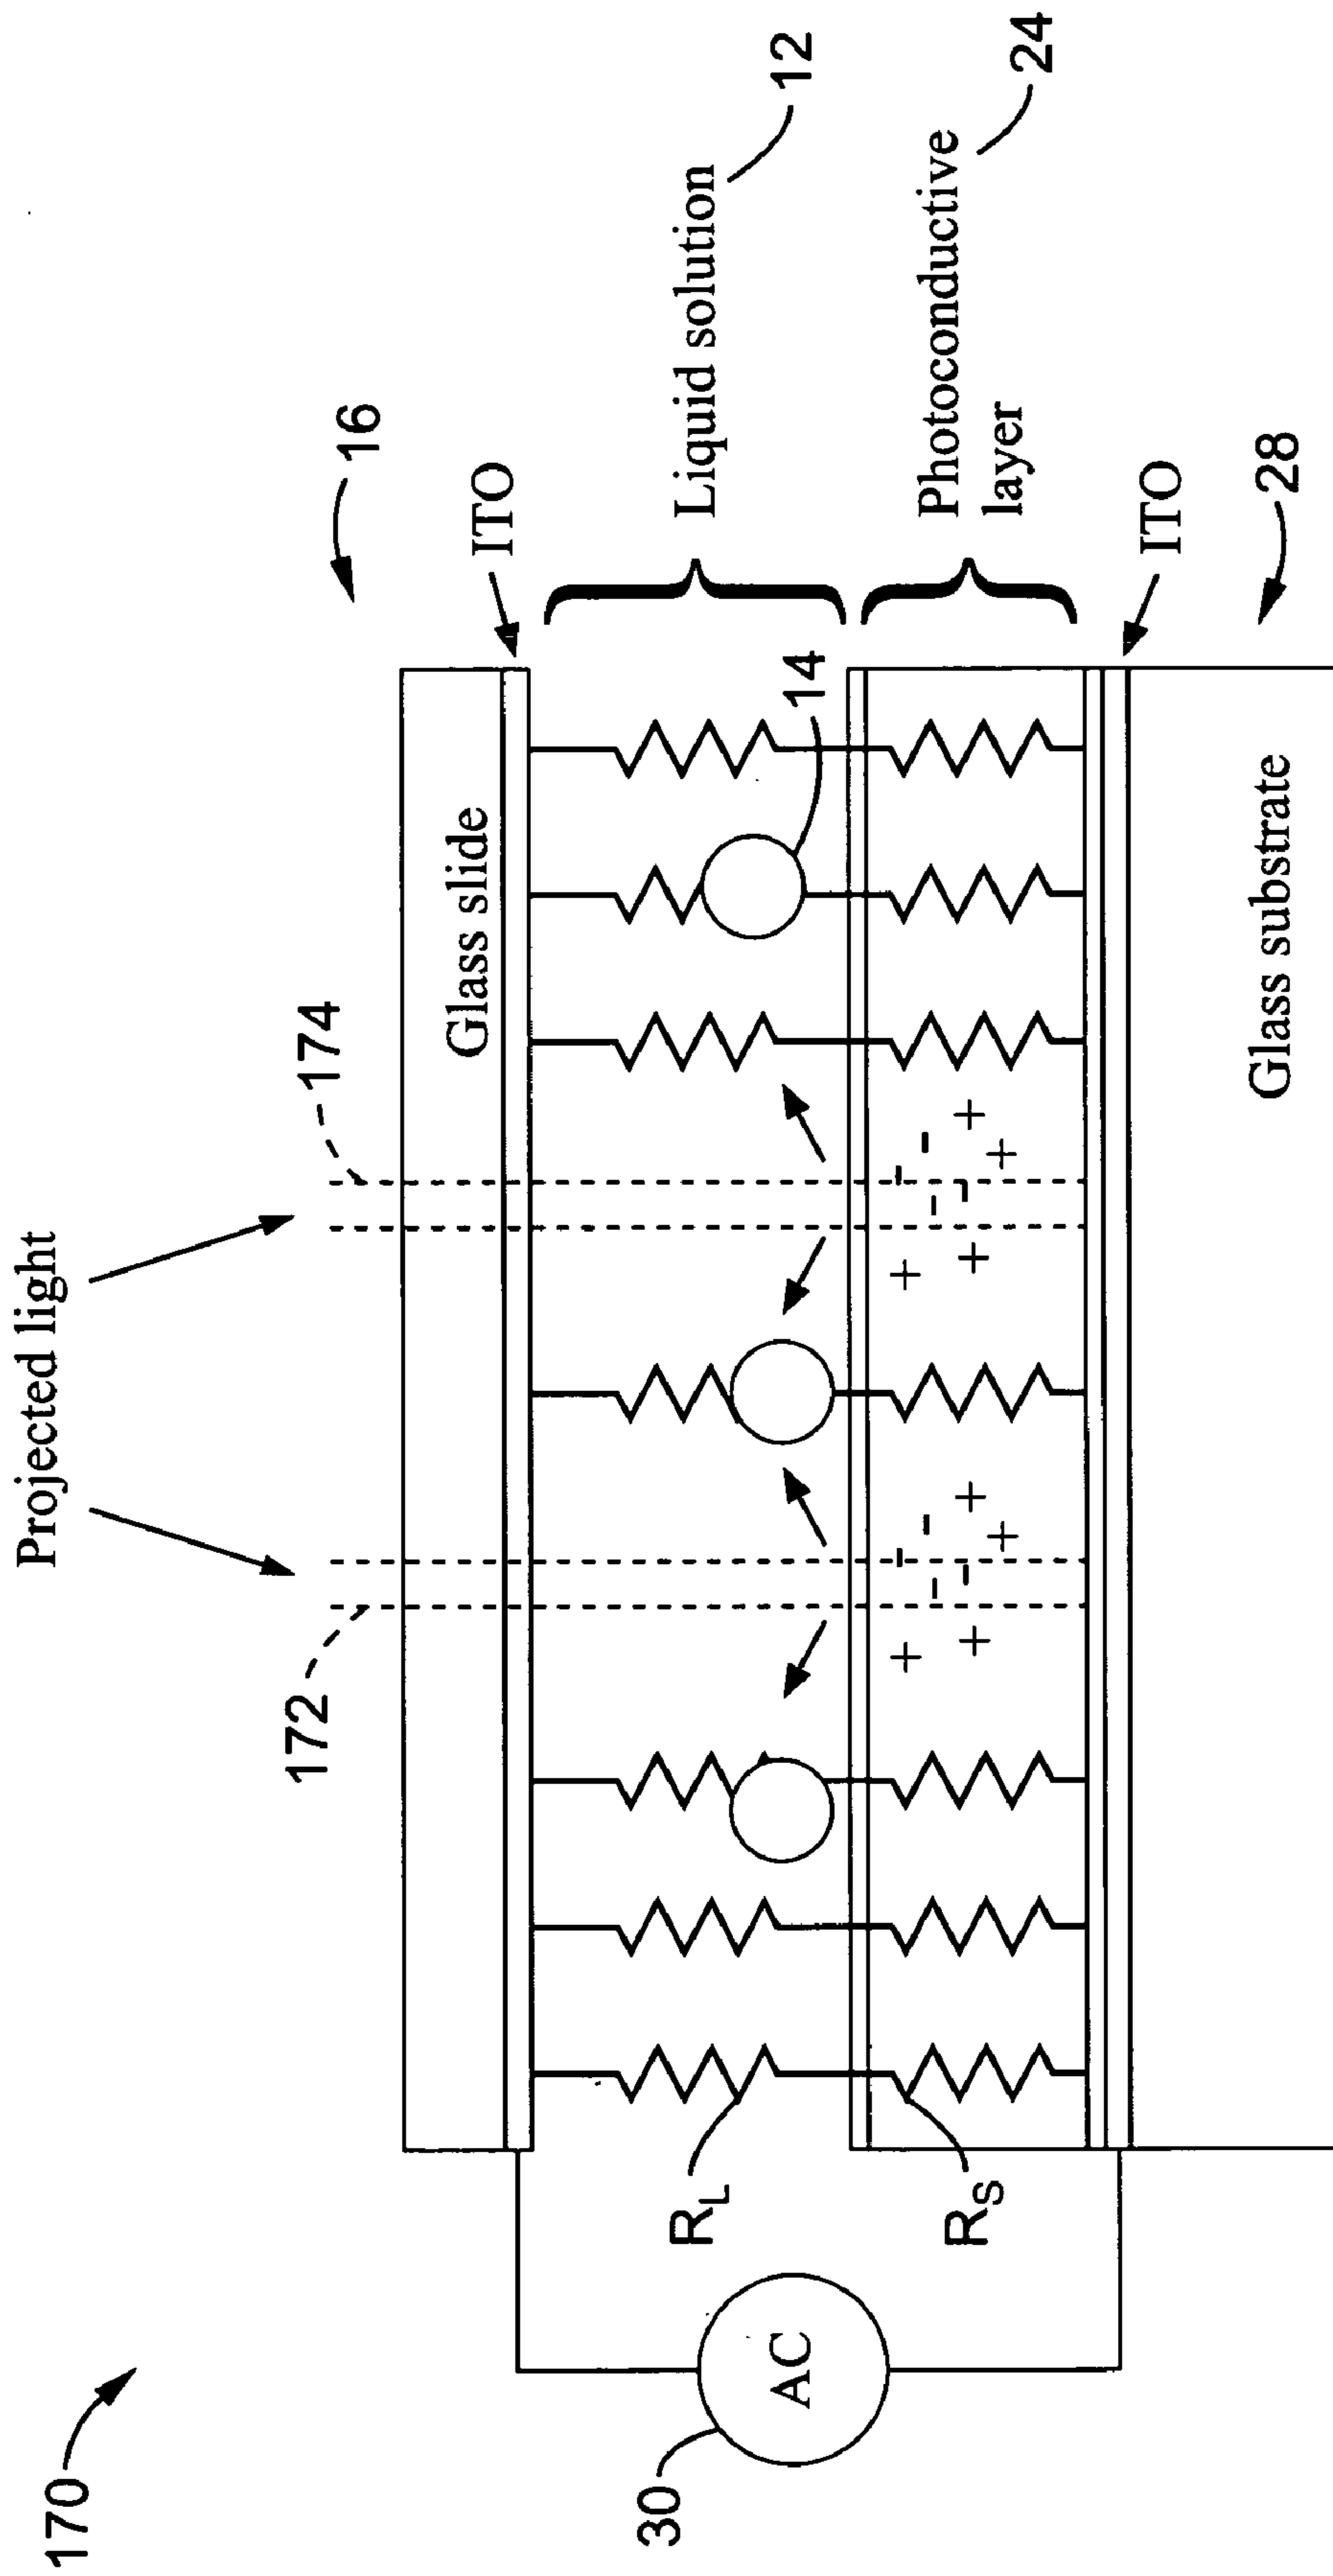 170
Projected light
172
174
16
Glass slide
ITO
Liquid solution
12
14
R_L
30
AC
R_S
Photoconductive
layer
24
+ - - - - + + + +
+ - - - - + + + +
ITO
Glass substrate
28